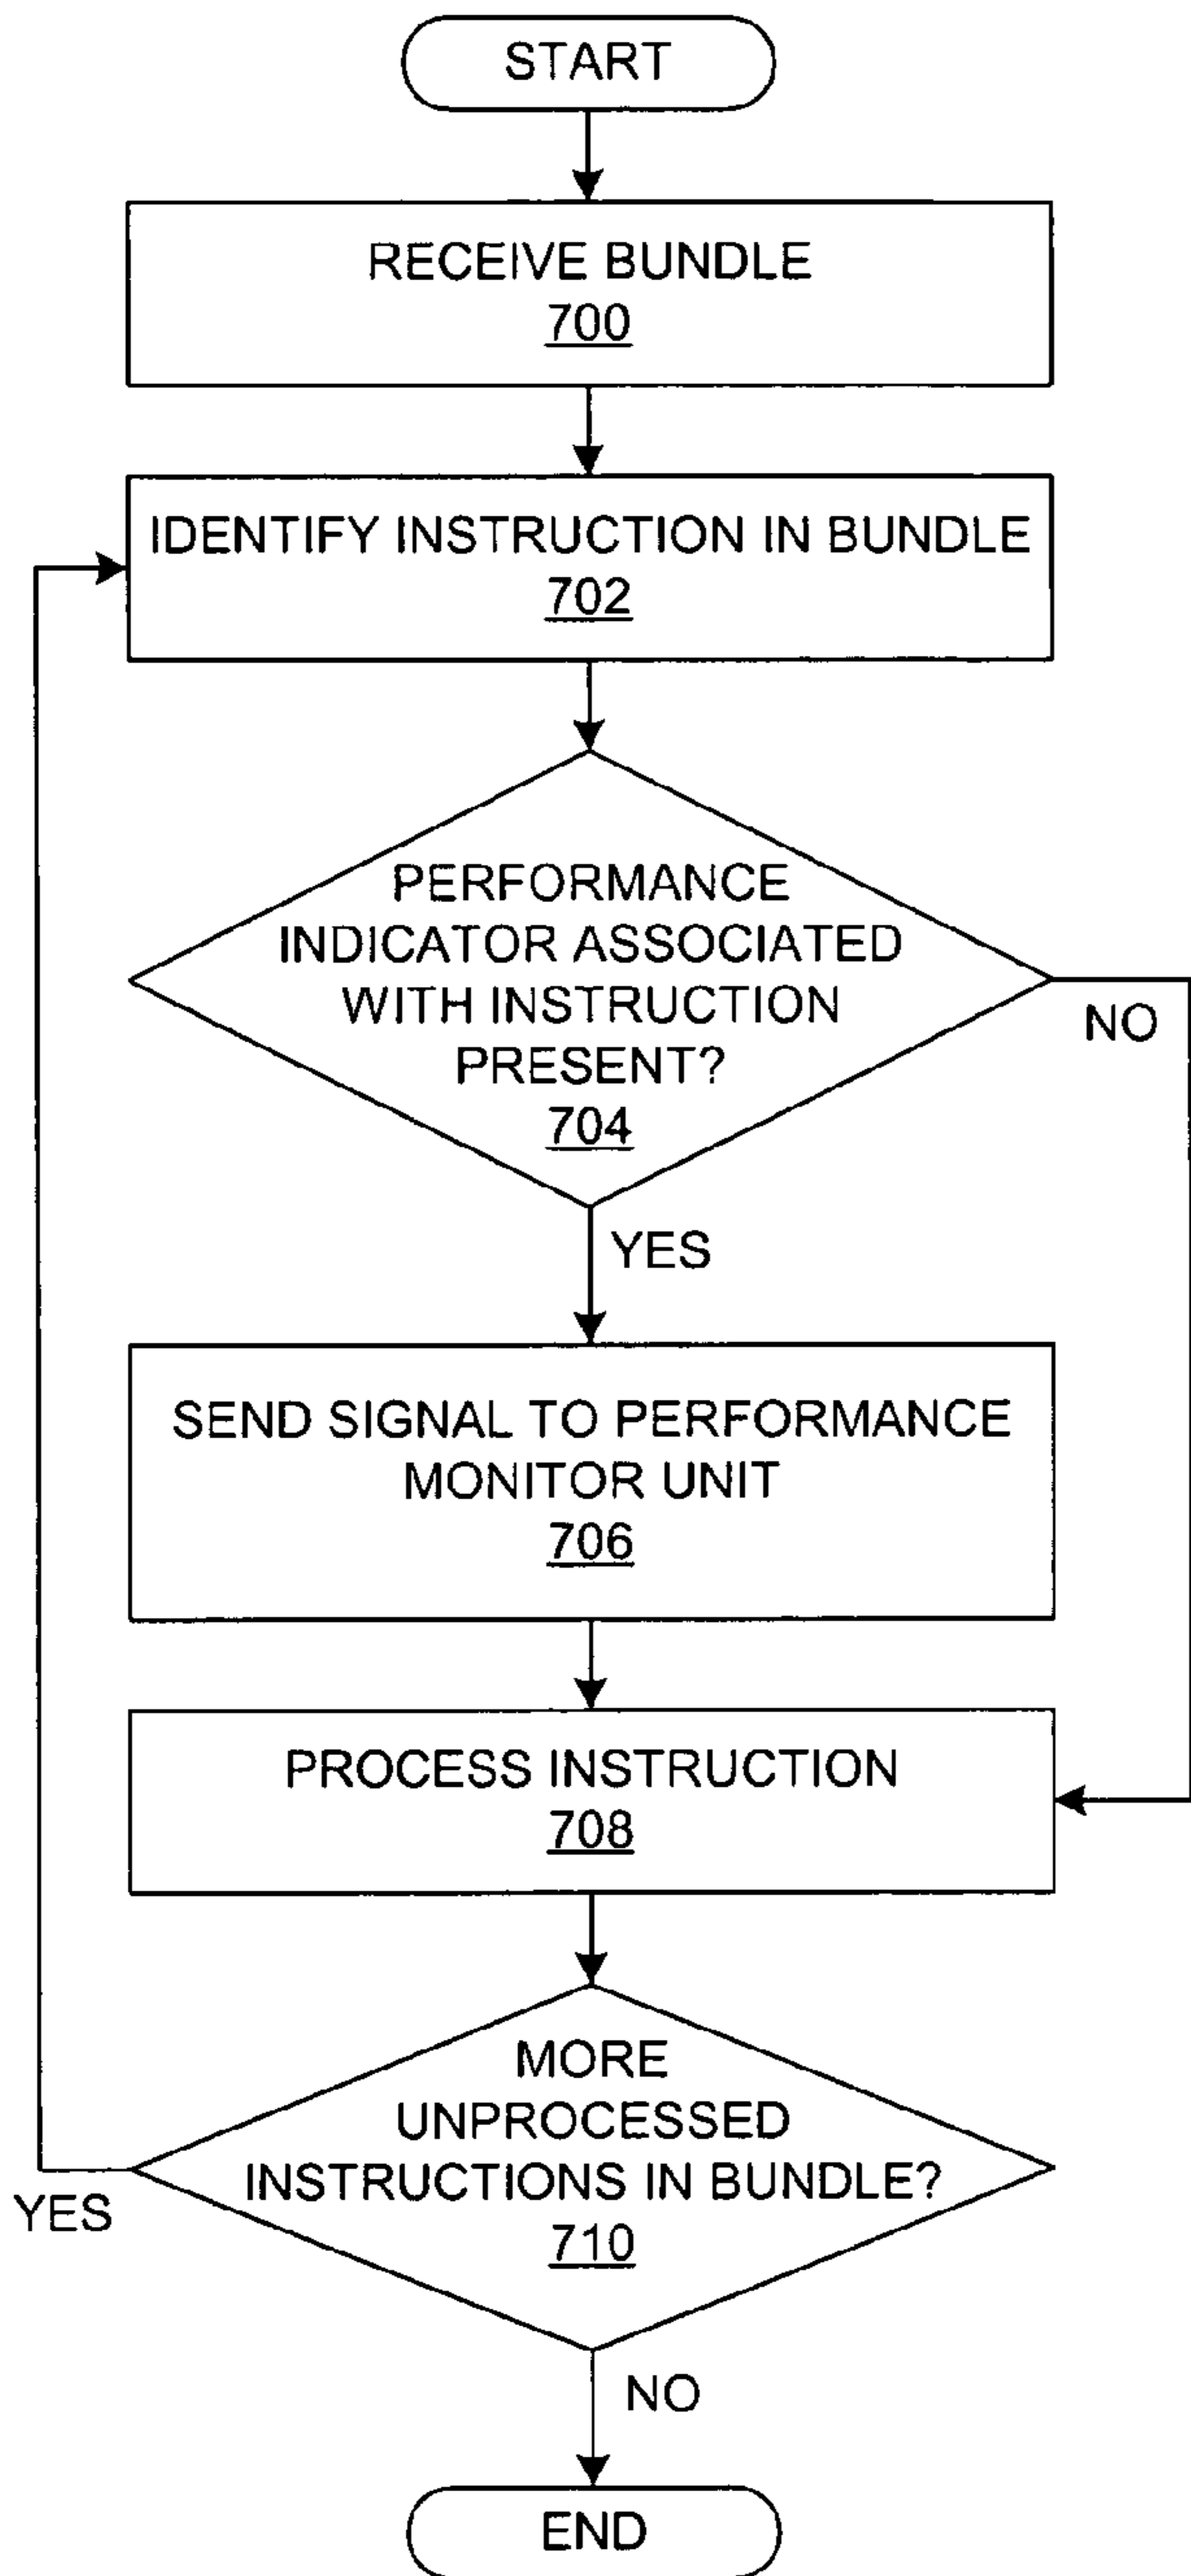 START
RECEIVE BUNDLE
700
IDENTIFY INSTRUCTION IN BUNDLE
702
PERFORMANCE
INDICATOR ASSOCIATED
WITH INSTRUCTION
PRESENT?
704
NO
YES
SEND SIGNAL TO PERFORMANCE
MONITOR UNIT
706
PROCESS INSTRUCTION
708
MORE
UNPROCESSED
INSTRUCTIONS IN BUNDLE?
710
YES
NO
END